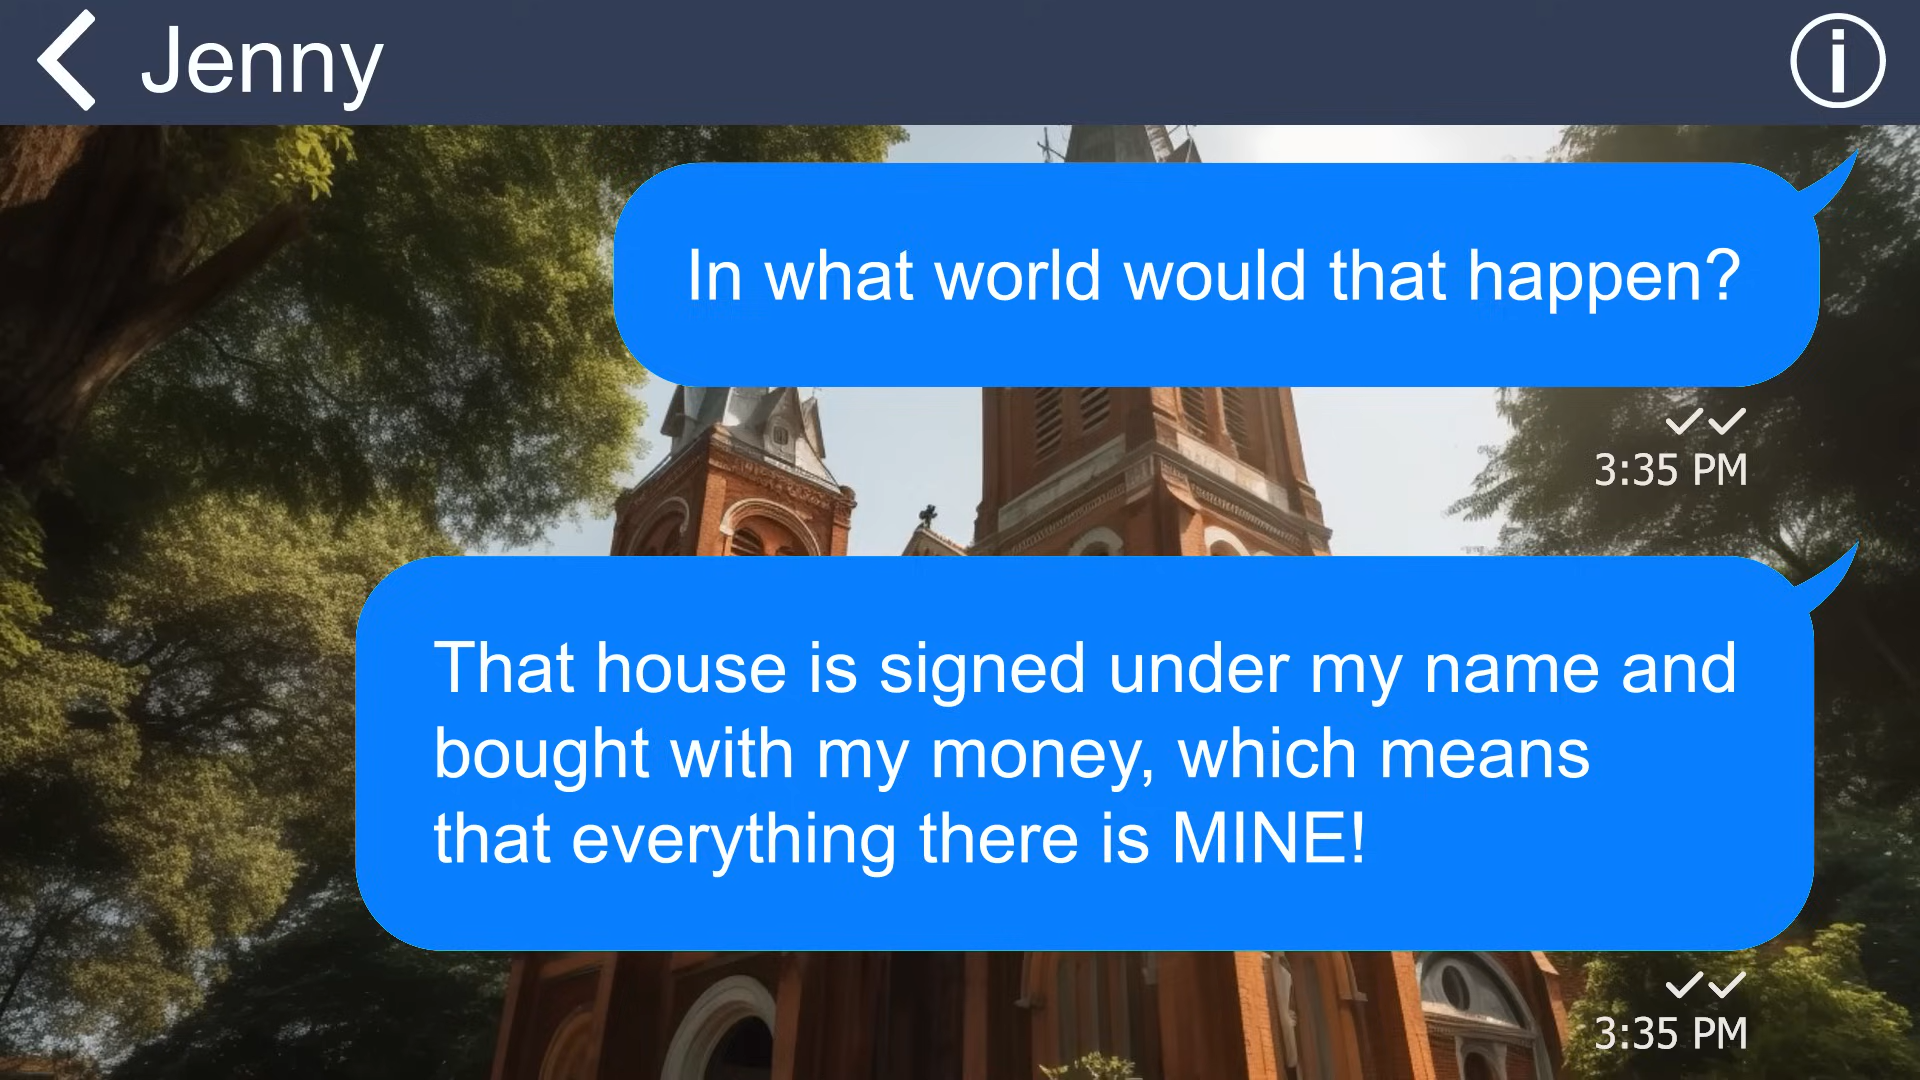 Jenny
In what world would that happen?
3:35 PM
That house is signed under my name and
bought with my money, which means
that everything there is MINE!
3:35 PM